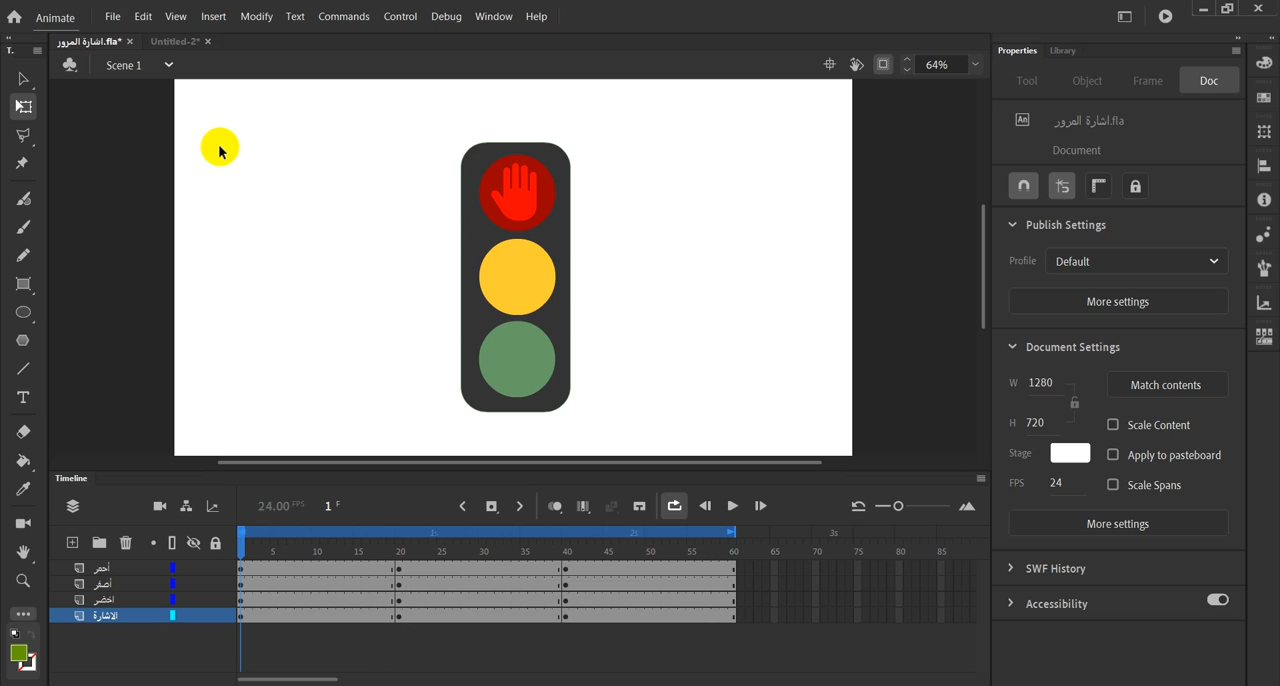 Animate File Edit View Insert Modify Text Commands Control Debug Window Help
اشارة المرور.fla* Untitled-2*
T.
Scene 1
64%
Properties Library
Tool Object Frame Doc
An اشارة المرور.fla
Document
Publish Settings
Profile Default
More settings
Document Settings
W 1280 Match contents
H 720 Scale Content
Stage Apply to pasteboard
FPS 24 Scale Spans
More settings
SWF History
Accessibility
Timeline
24.00 FPS 1 F
1s 2s 3s
5 10 15 20 25 30 35 40 45 50 55 60 65 70 75 80 85
أحمر
أصفر
اخضر
الاشارة